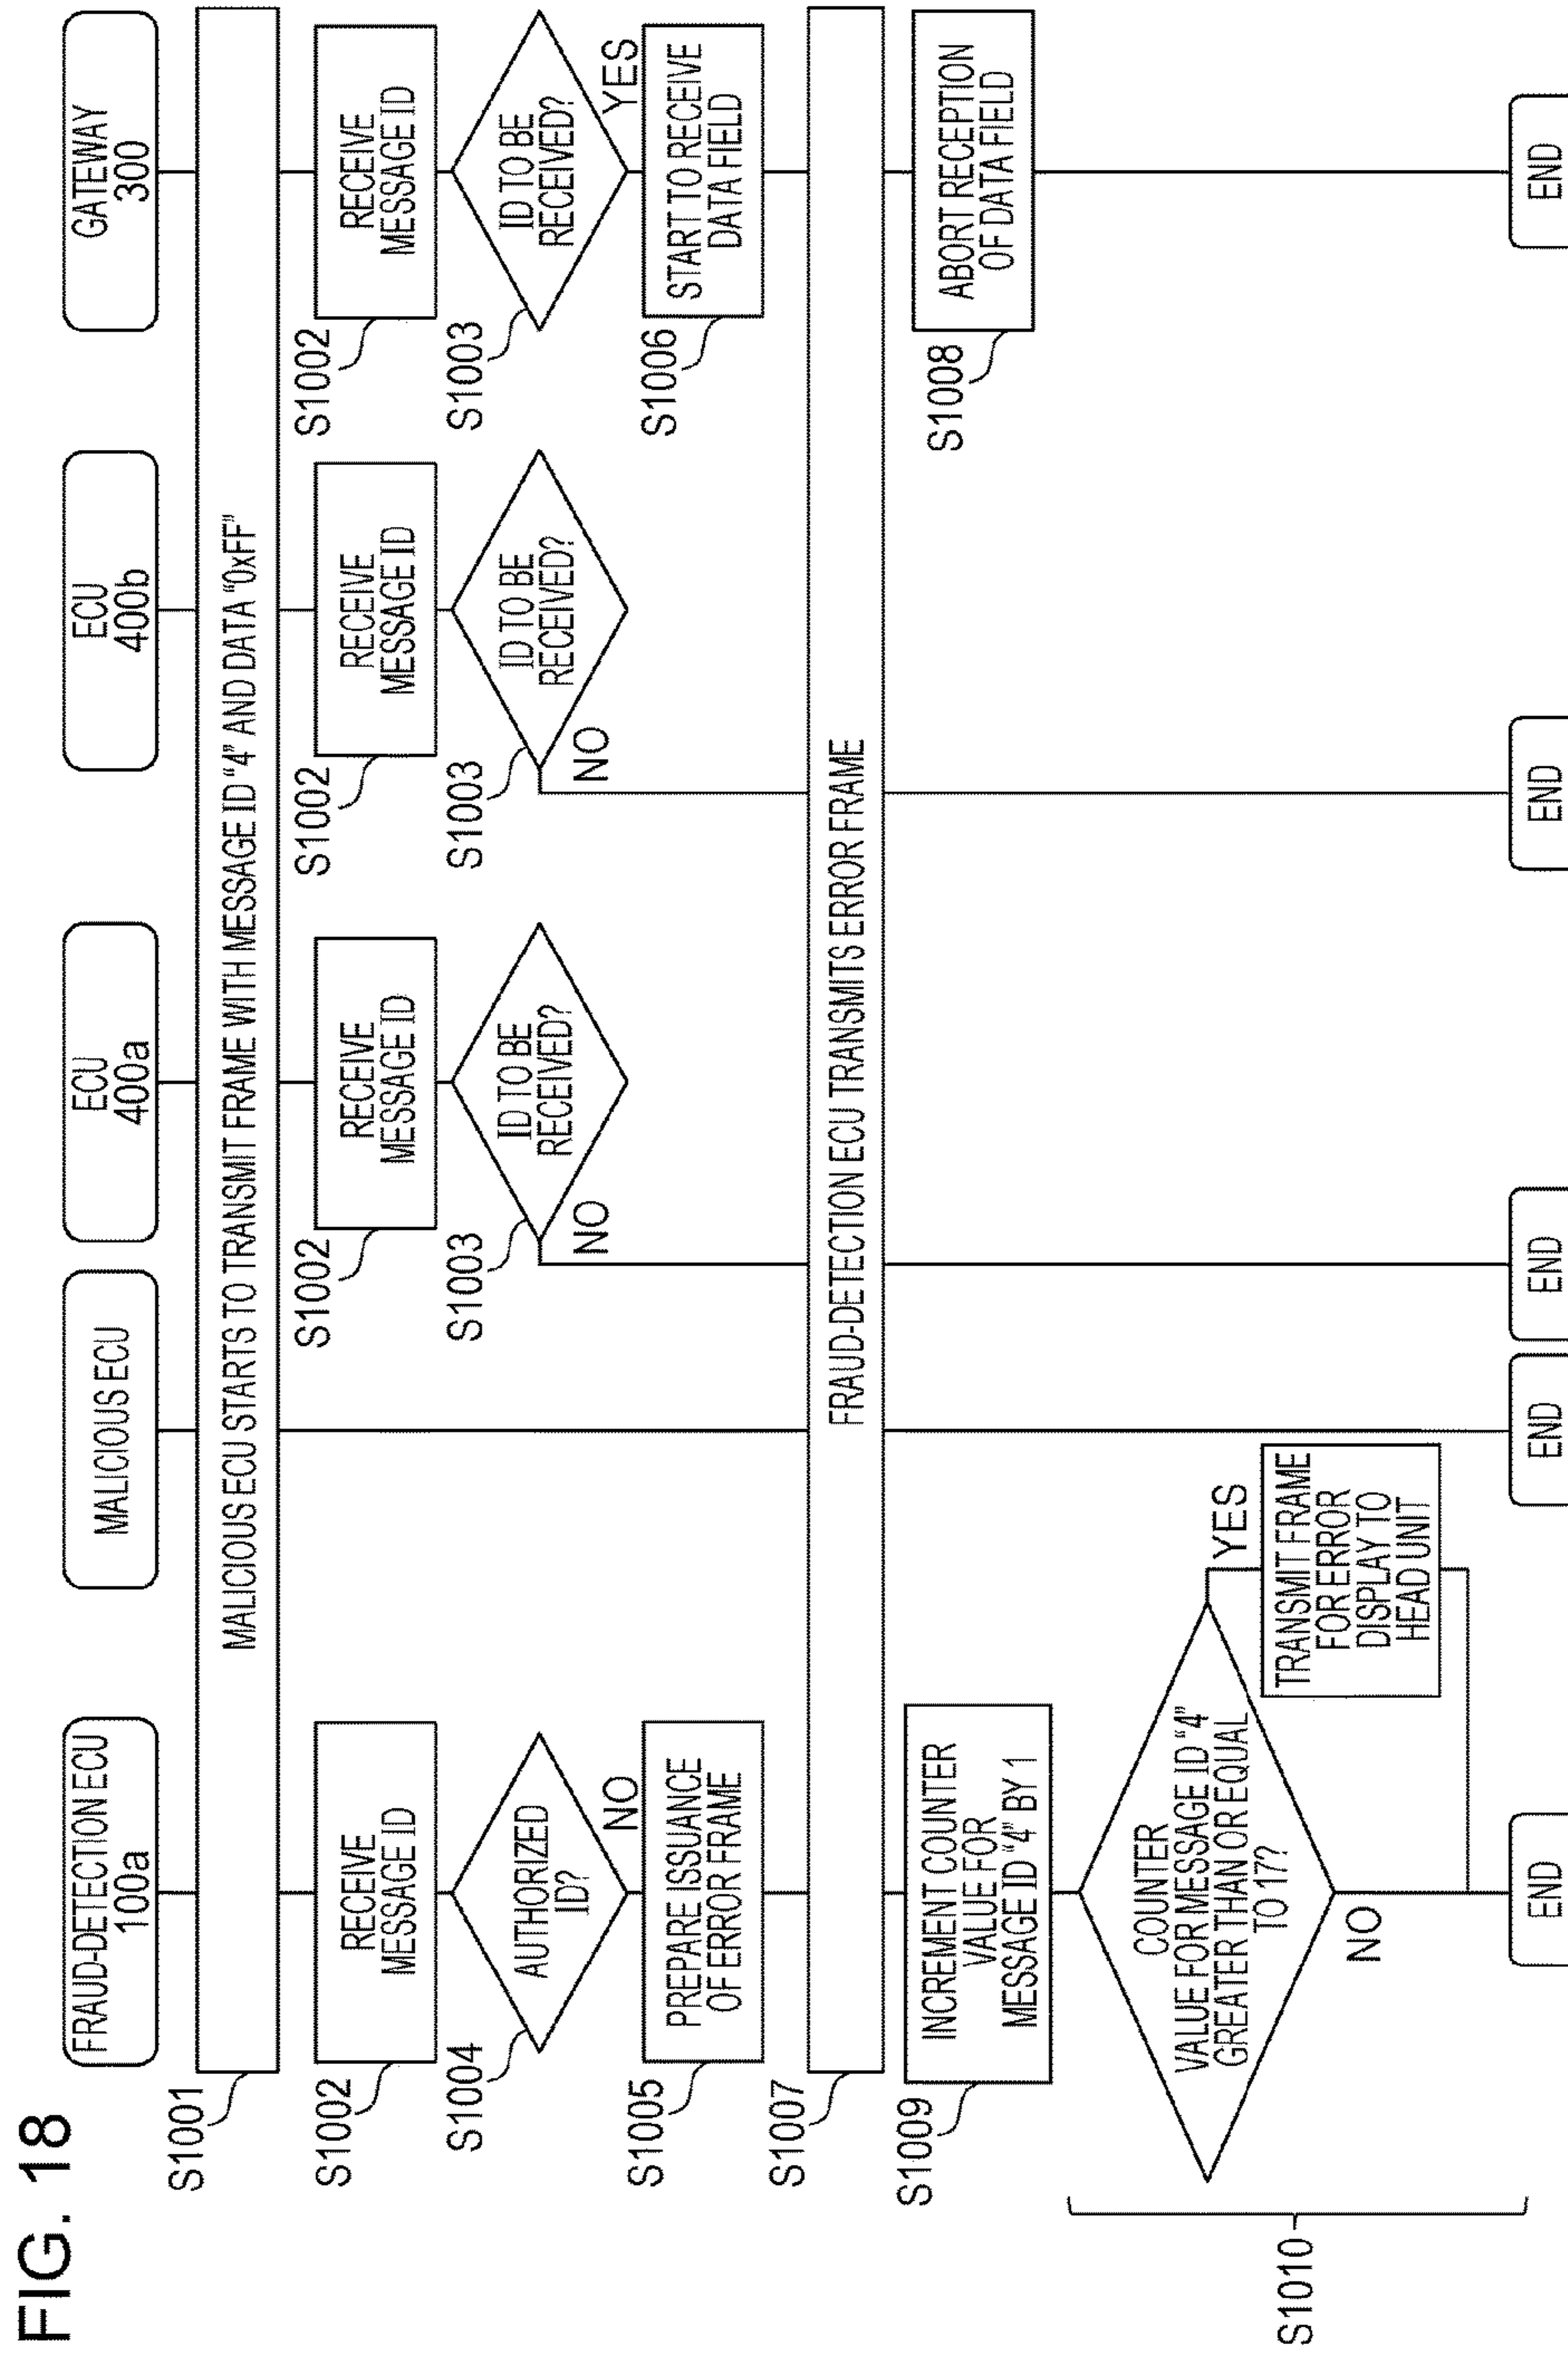 FIG. 18
FRAUD-DETECTION ECU
100a
MALICIOUS ECU
ECU
400a
ECU
400b
GATEWAY
300
S1001
MALICIOUS ECU STARTS TO TRANSMIT FRAME WITH MESSAGE ID “4” AND DATA “0xFF”
S1002
RECEIVE
MESSAGE ID
S1002
RECEIVE
MESSAGE ID
S1002
RECEIVE
MESSAGE ID
S1002
RECEIVE
MESSAGE ID
S1004
AUTHORIZED
ID?
NO
S1003
ID TO BE
RECEIVED?
NO
S1003
ID TO BE
RECEIVED?
NO
S1003
ID TO BE
RECEIVED?
YES
S1005
PREPARE ISSUANCE
OF ERROR FRAME
S1006
START TO RECEIVE
DATA FIELD
S1007
FRAUD-DETECTION ECU TRANSMITS ERROR FRAME
S1009
INCREMENT COUNTER
VALUE FOR
MESSAGE ID “4” BY 1
S1008
ABORT RECEPTION
OF DATA FIELD
S1010
COUNTER
VALUE FOR MESSAGE ID “4”
GREATER THAN OR EQUAL
TO 17?
YES
TRANSMIT FRAME
FOR ERROR
DISPLAY TO
HEAD UNIT
NO
END
END
END
END
END